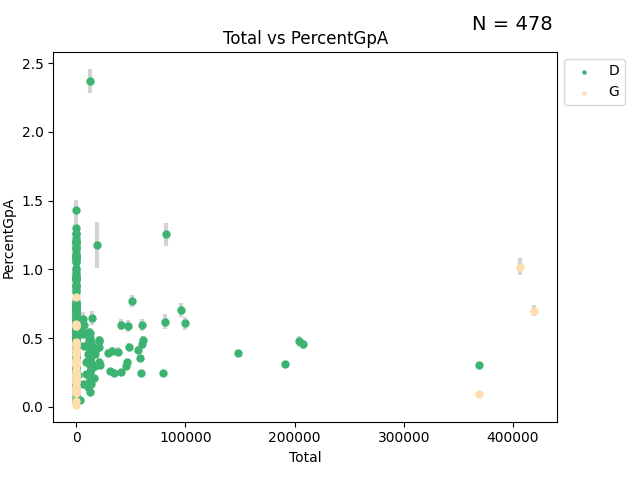 N = 478
Total vs PercentGpA
D
G
PercentGpA
2.5
2.0
1.5
1.0
0.5
0.0
0 100000 200000 300000 400000
Total